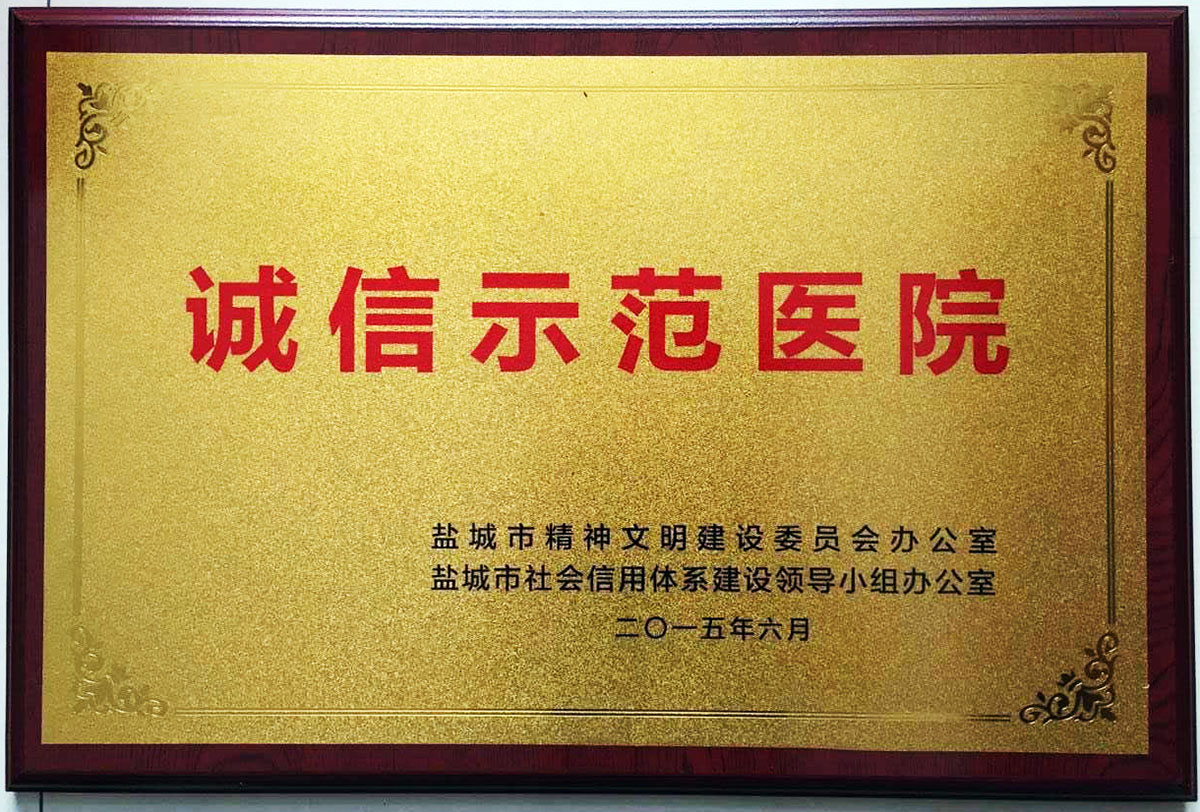 诚信示范医院
盐城市精神文明建设委员会办公室
盐城市社会信用体系建设领导小组办公室
二〇一五年六月